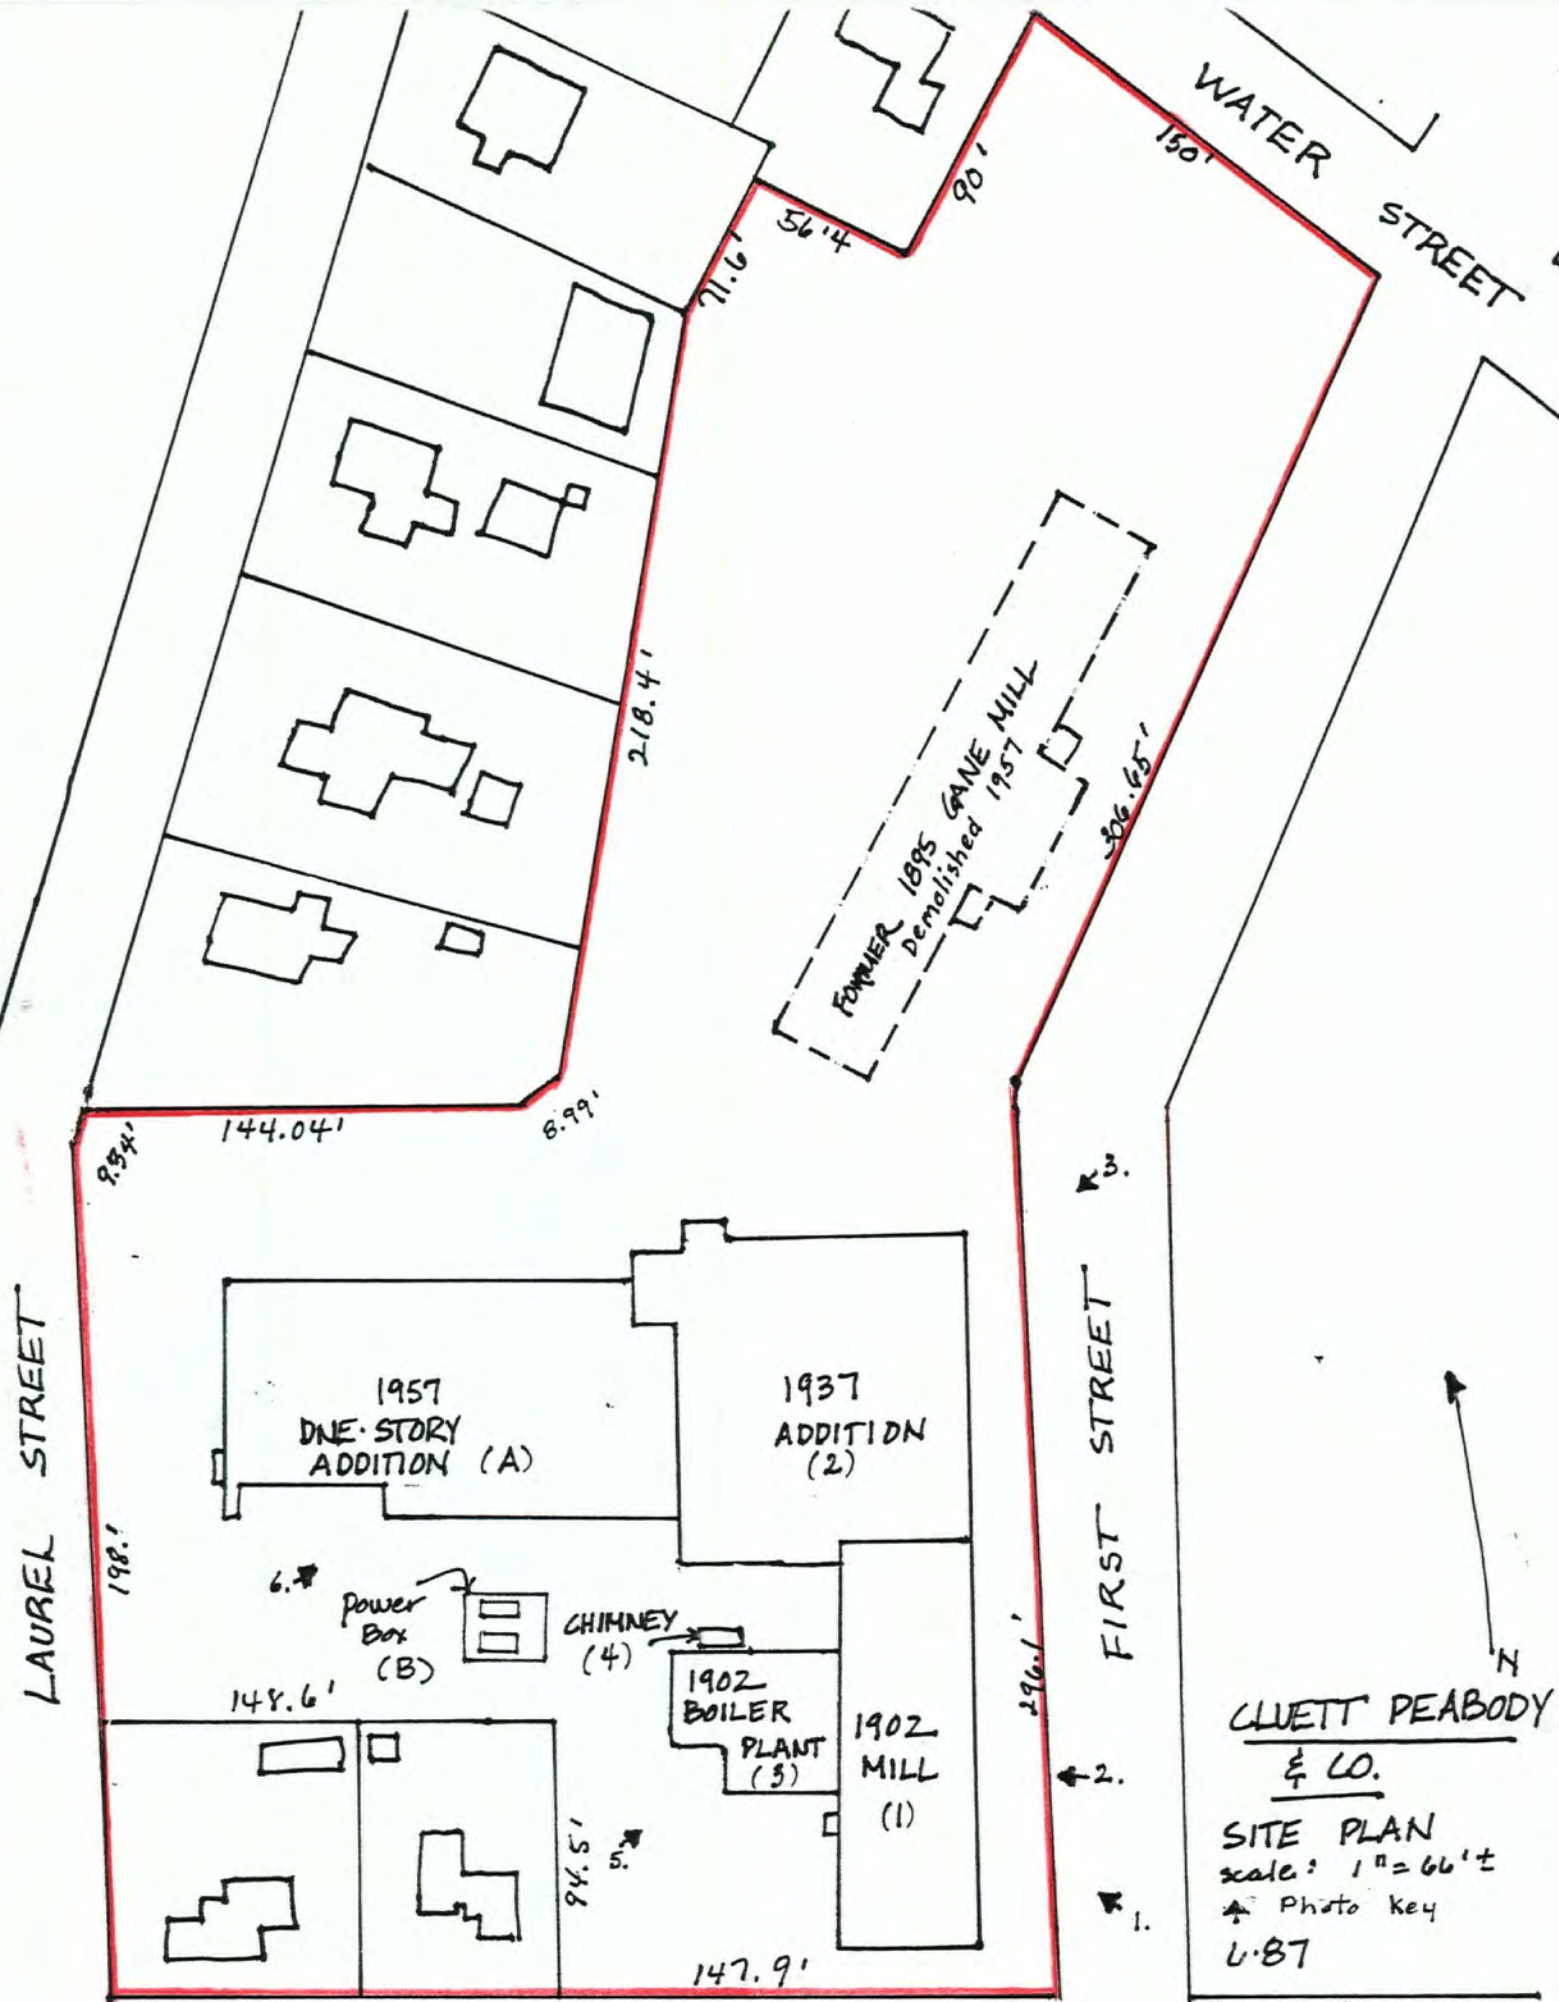 WATER
STREET
150'
90'
56'4
71.6'
218.4'
FORMER 1895 GANE MILL
Demolished 1957
306.65'
144.04'
8.99'
9.54'
3.
LAUREL STREET
FIRST STREET
1957
ONE-STORY
ADDITION (A)
1937
ADDITION
(2)
198.'
6.
Power
Box
(B)
CHIMNEY
(4)
148.6'
1902
BOILER
PLANT
(3)
1902
MILL
(1)
296.1'
2.
94.5'
5.
1.
147.9'
N
CLUETT PEABODY
& CO.
SITE PLAN
scale: 1"=66'±
Photo Key
6.87